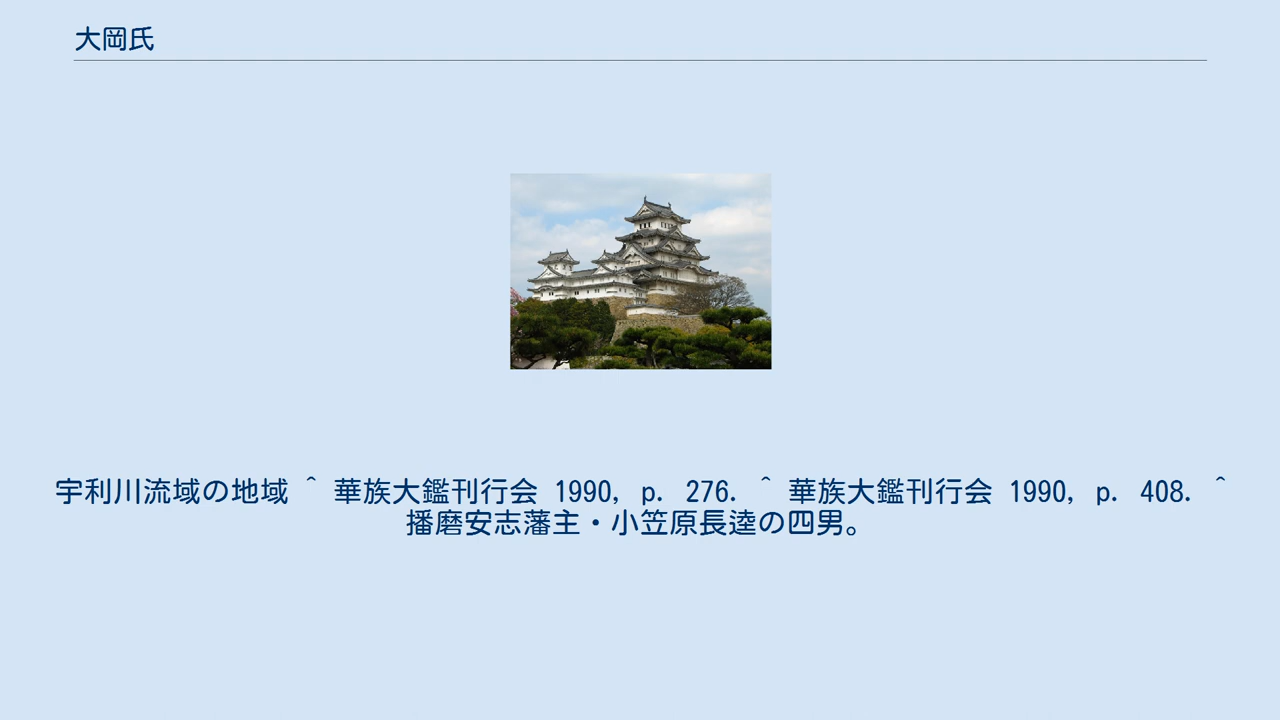 大岡氏
宇利川流域の地域 ^ 華族大鑑刊行会 1990, p. 276. ^ 華族大鑑刊行会 1990, p. 408. ^
播磨安志藩主・小笠原長逵の四男。